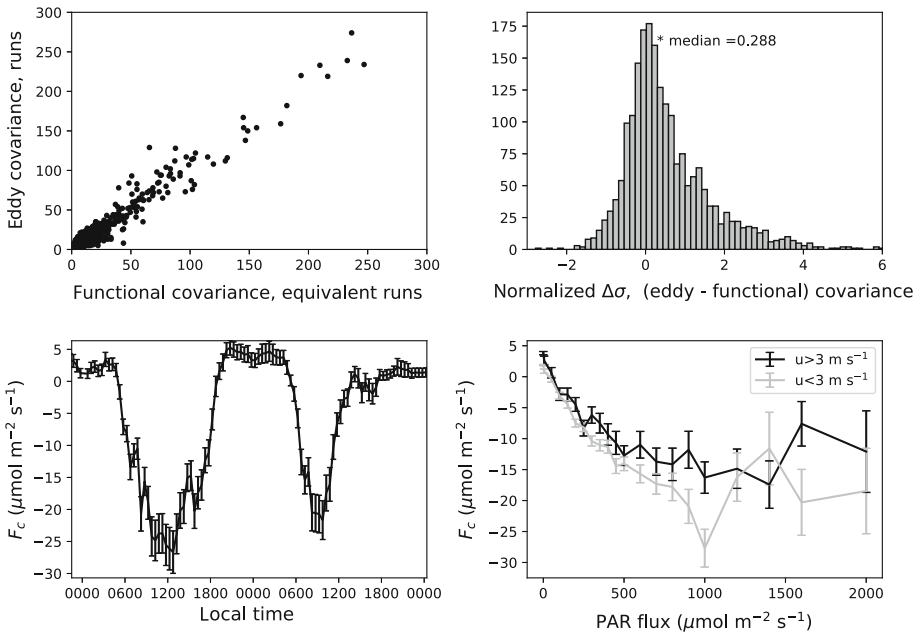 300
250
200
150
100
50
0
Eddy covariance, runs
0 50 100 150 200 250 300
Functional covariance, equivalent runs
175
150
125
100
75
50
25
0
* median =0.288
−2 0 2 4 6
Normalized Δσ, (eddy - functional) covariance
5
0
−5
−10
−15
−20
−25
−30
F_c (μmol m⁻² s⁻¹)
0000 0600 1200 1800 0000 0600 1200 1800 0000
Local time
5
0
−5
−10
−15
−20
−25
−30
F_c (μmol m⁻² s⁻¹)
u>3 m s⁻¹
u<3 m s⁻¹
0 500 1000 1500 2000
PAR flux (μmol m⁻² s⁻¹)